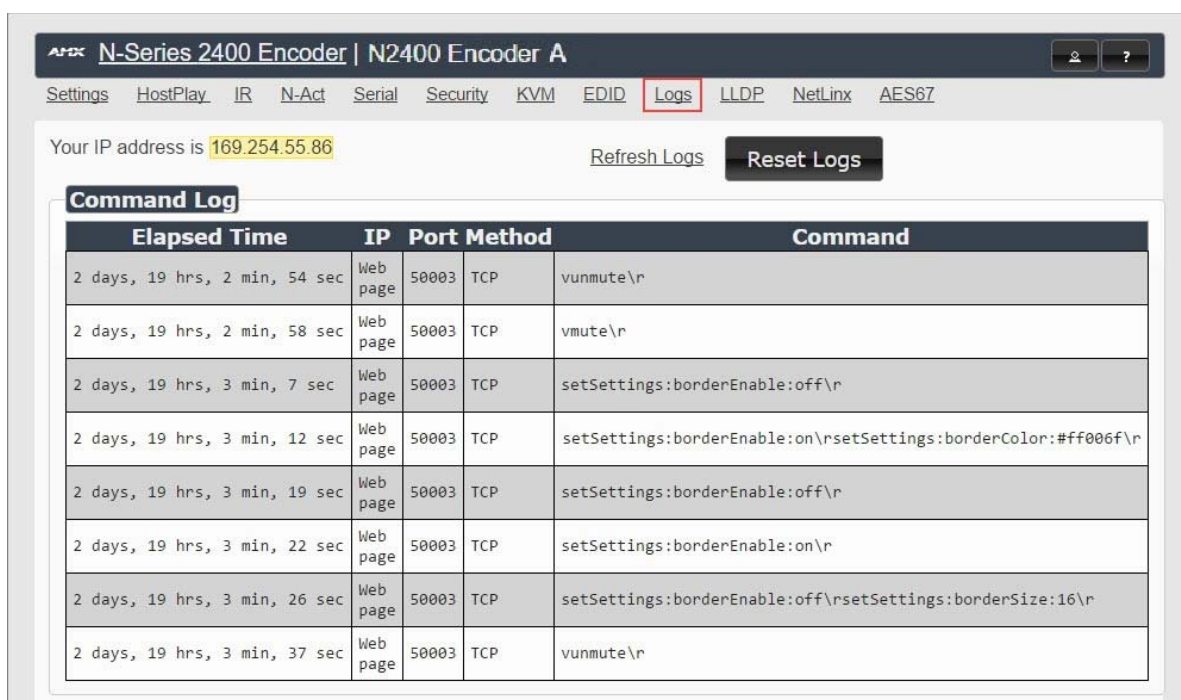 AMX N-Series 2400 Encoder | N2400 Encoder A ?
Settings HostPlay IR N-Act Serial Security KVM EDID Logs LLDP NetLinx AES67
Your IP address is 169.254.55.86 Refresh Logs Reset Logs
Command Log
Elapsed Time IP Port Method Command
2 days, 19 hrs, 2 min, 54 sec Web page 50003 TCP vunmute\r
2 days, 19 hrs, 2 min, 58 sec Web page 50003 TCP vmute\r
2 days, 19 hrs, 3 min, 7 sec Web page 50003 TCP setSettings:borderEnable:off\r
2 days, 19 hrs, 3 min, 12 sec Web page 50003 TCP setSettings:borderEnable:on\rsetSettings:borderColor:#ff006f\r
2 days, 19 hrs, 3 min, 19 sec Web page 50003 TCP setSettings:borderEnable:off\r
2 days, 19 hrs, 3 min, 22 sec Web page 50003 TCP setSettings:borderEnable:on\r
2 days, 19 hrs, 3 min, 26 sec Web page 50003 TCP setSettings:borderEnable:off\rsetSettings:borderSize:16\r
2 days, 19 hrs, 3 min, 37 sec Web page 50003 TCP vunmute\r